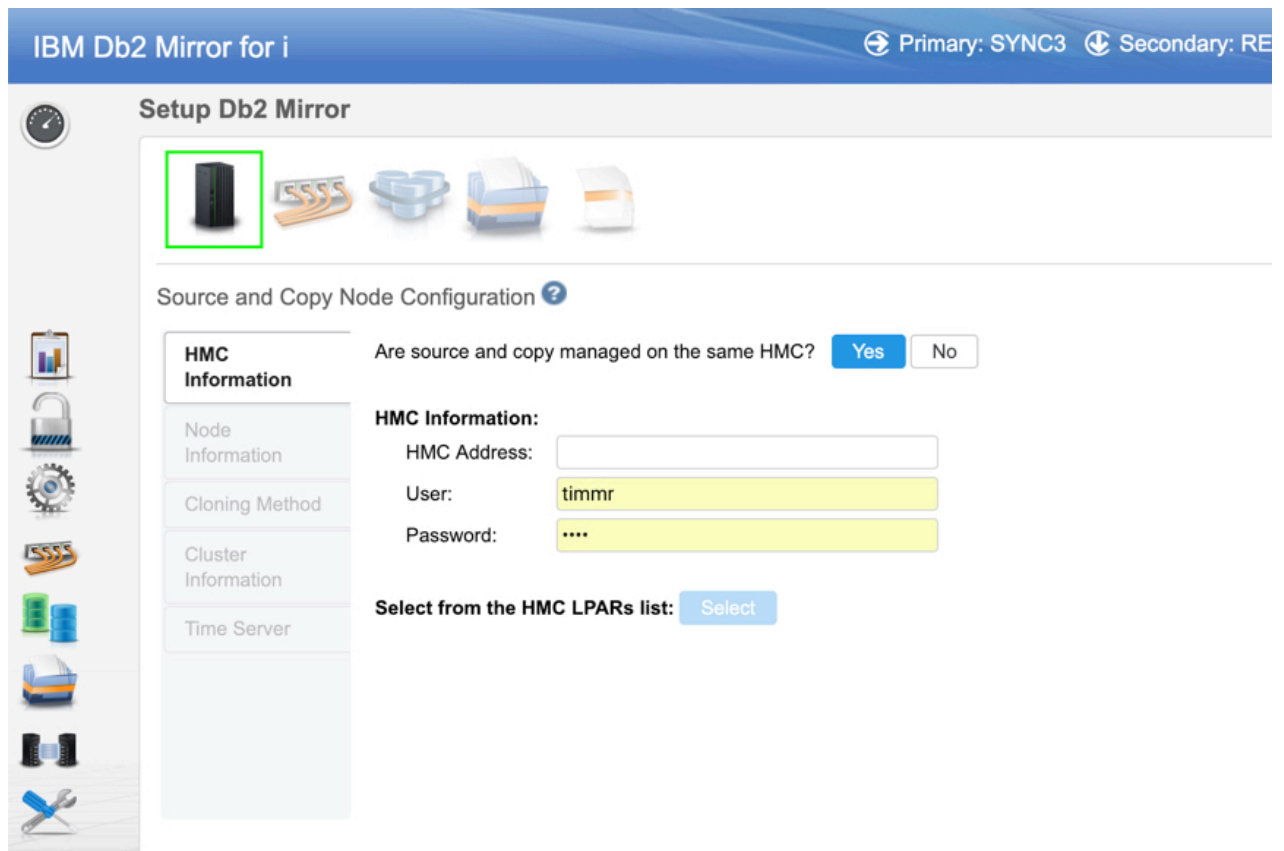 IBM Db2 Mirror for i
Primary: SYNC3 Secondary: RE
Setup Db2 Mirror
Source and Copy Node Configuration ?
HMC
Information
Node
Information
Cloning Method
Cluster
Information
Time Server
Are source and copy managed on the same HMC? Yes No
HMC Information:
HMC Address:
User: timmr
Password: ••••
Select from the HMC LPARs list: Select